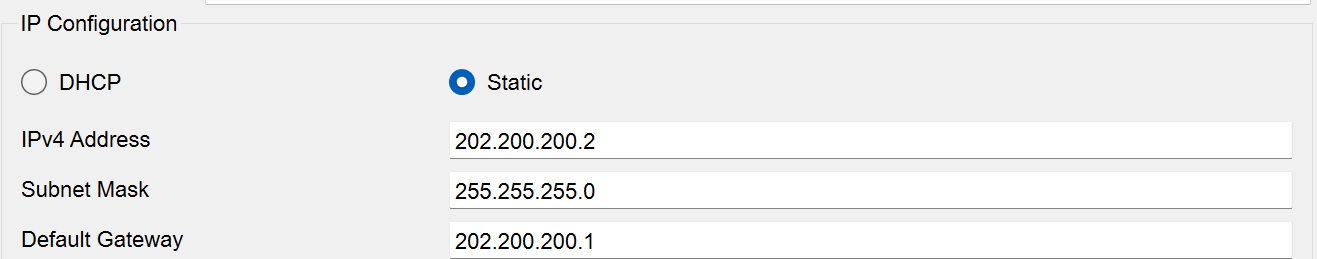 IP Configuration
DHCP
Static
IPv4 Address
202.200.200.2
Subnet Mask
255.255.255.0
Default Gateway
202.200.200.1